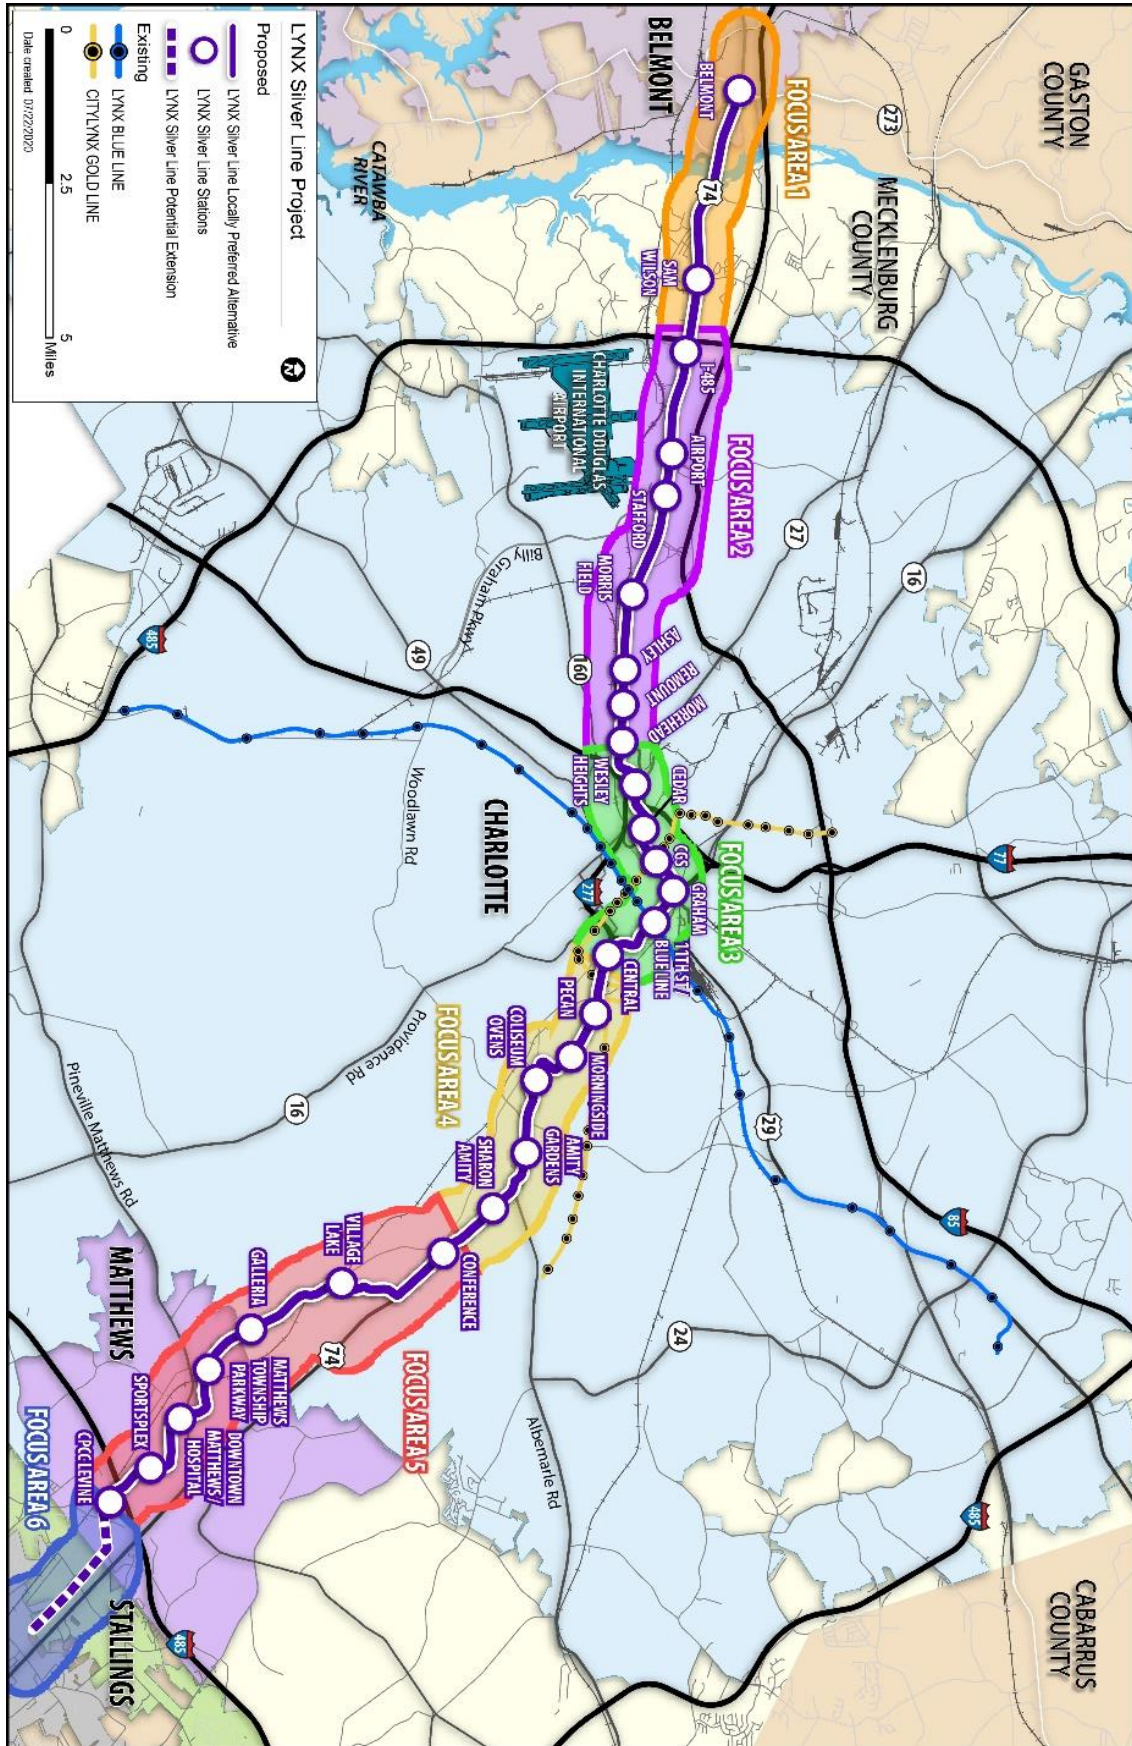 GASTON
COUNTY
MECKLENBURG
COUNTY
CABARRUS
COUNTY
273
BELMONT
FOCUS AREA 1
BELMONT
74
SAM
WILSON
CATAWBA
RIVER
I-485
FOCUS AREA 2
AIRPORT
STAFFORD
CHARLOTTE DOUGLAS
INTERNATIONAL
AIRPORT
MORRIS
FIELD
ASHLEY
REMOUNT
MOREHEAD
27
16
Billy Graham Pkwy
160
49
485
WESLEY
HEIGHTS
CEDAR
CGS
GRAHAM
FOCUS AREA 3
11TH ST/
BLUE LINE
77
277
CHARLOTTE
Woodlawn Rd
CENTRAL
PECAN
MORNINGSIDE
COLISEUM
OVENS
FOCUS AREA 4
AMITY
GARDENS
SHARON
AMITY
29
85
Providence Rd
16
Pineville Matthews Rd
CONFERENCE
VILLAGE
LAKE
GALLERIA
FOCUS AREA 5
74
24
Albemarle Rd
485
MATTHEWS
MATTHEWS
TOWNSHIP
PARKWAY
DOWNTOWN
MATTHEWS/
HOSPITAL
SPORTSPLEX
CPCC LEVINE
FOCUS AREA 6
STALLINGS
485
LYNX Silver Line Project
N
Proposed
LYNX Silver Line Locally Preferred Alternative
LYNX Silver Line Stations
LYNX Silver Line Potential Extension
Existing
LYNX BLUE LINE
CITYLYNX GOLD LINE
0 2.5 5
Miles
Date created: 07/22/2020